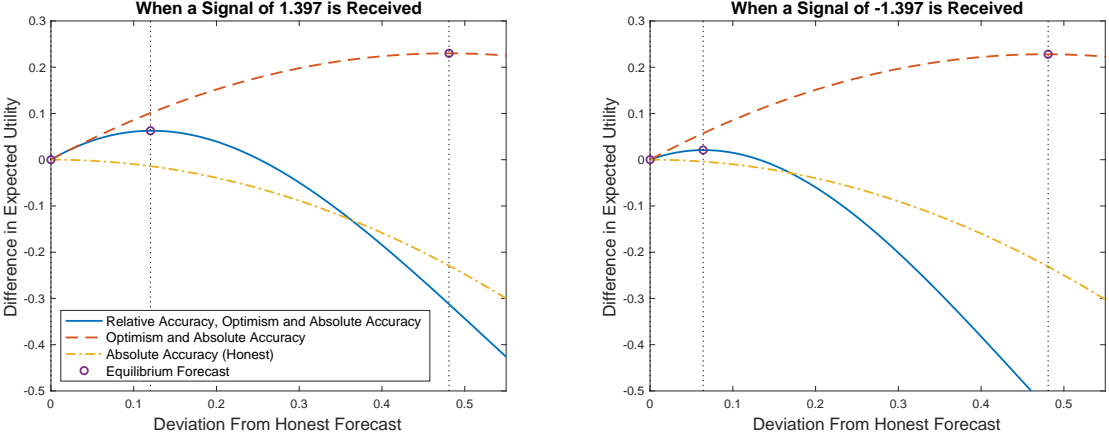 When a Signal of 1.397 is Received
0.3
0.2
0.1
0
-0.1
-0.2
-0.3
-0.4
-0.5
Difference in Expected Utility
Relative Accuracy, Optimism and Absolute Accuracy
Optimism and Absolute Accuracy
Absolute Accuracy (Honest)
Equilibrium Forecast
0 0.1 0.2 0.3 0.4 0.5
Deviation From Honest Forecast
When a Signal of -1.397 is Received
0.3
0.2
0.1
0
-0.1
-0.2
-0.3
-0.4
-0.5
Difference in Expected Utility
0 0.1 0.2 0.3 0.4 0.5
Deviation From Honest Forecast